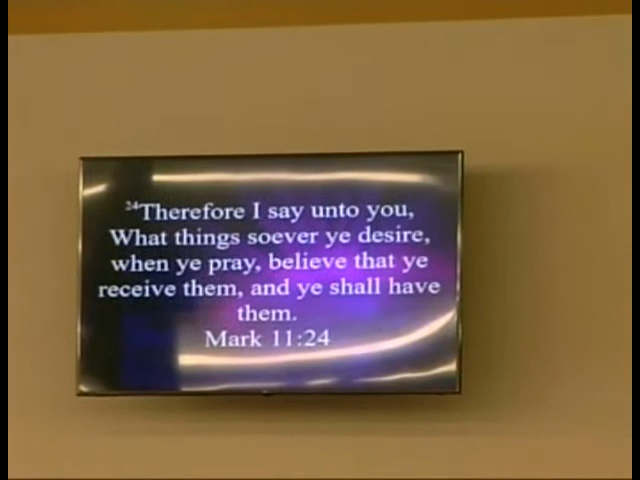 24Therefore I say unto you,
What things soever ye desire,
when ye pray, believe that ye
receive them, and ye shall have
them.
Mark 11:24